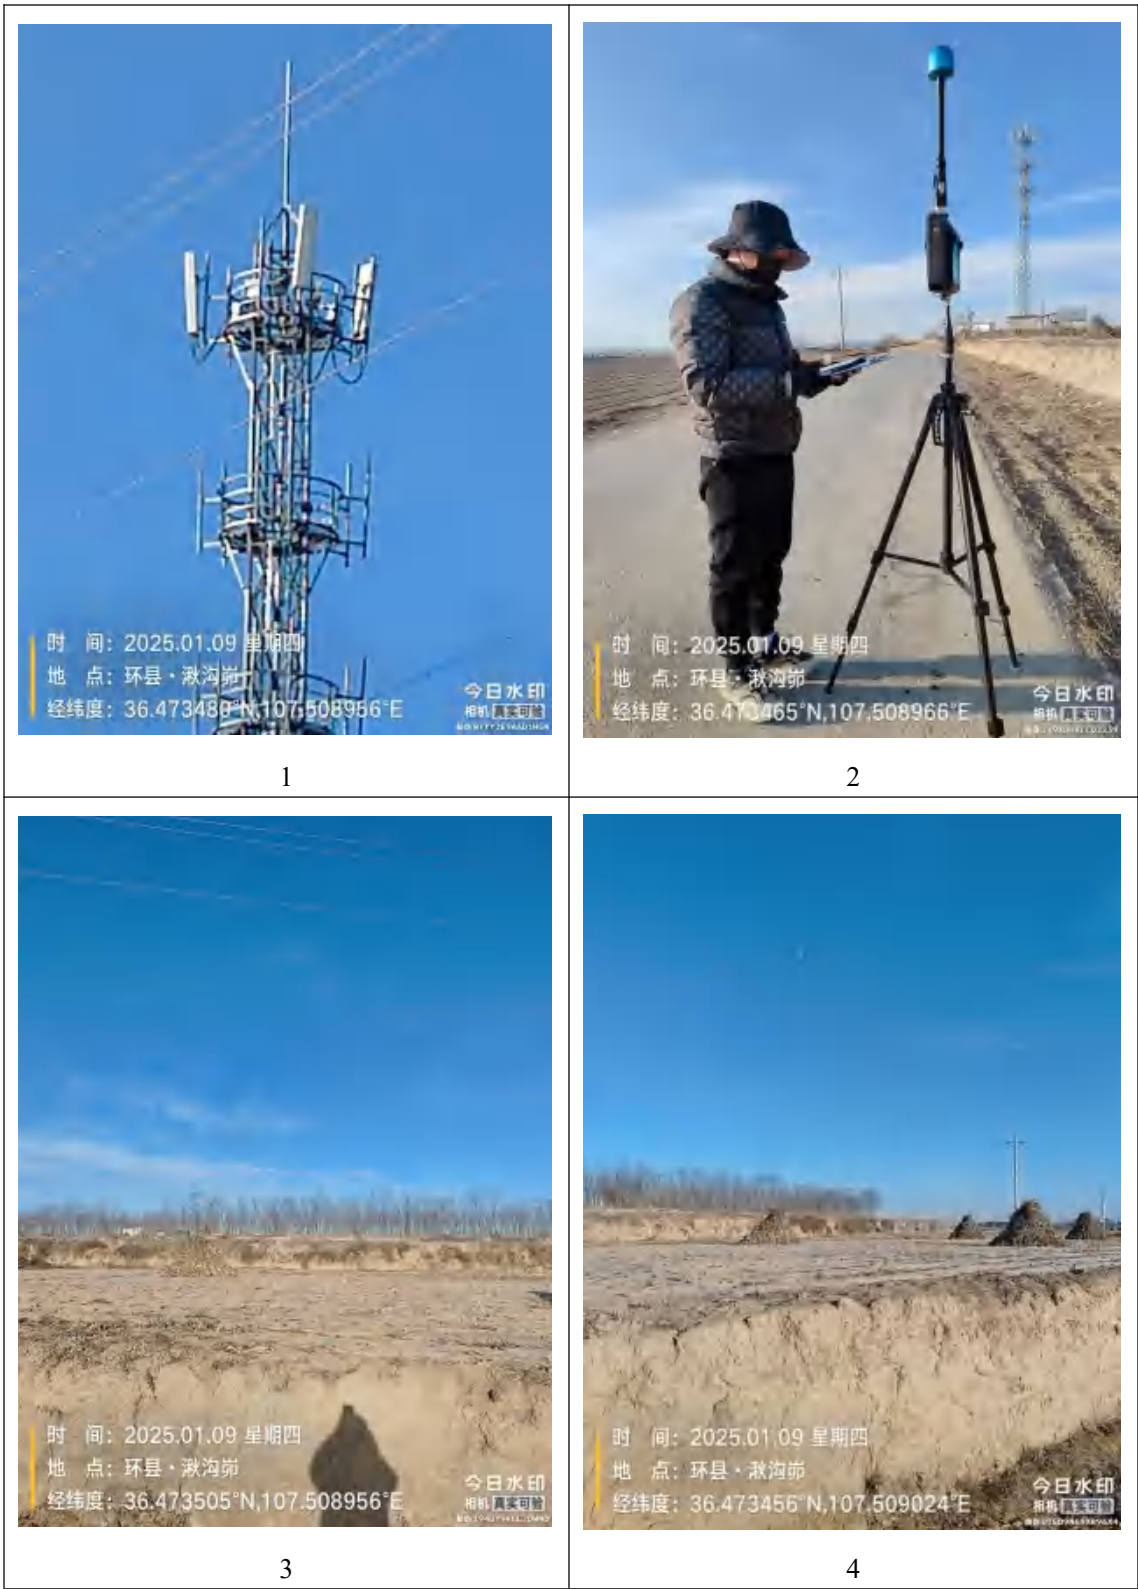 时 间：2025.01.09 星期四
地 点：环县·湫沟峁
经纬度：36.473480°N,107.508956°E
今日水印
相机 真实可验
1
时 间：2025.01.09 星期四
地 点：环县·湫沟峁
经纬度：36.473465°N,107.508966°E
今日水印
相机 真实可验
2
时 间：2025.01.09 星期四
地 点：环县·湫沟峁
经纬度：36.473505°N,107.508956°E
今日水印
相机 真实可验
3
时 间：2025.01.09 星期四
地 点：环县·湫沟峁
经纬度：36.473456°N,107.509024°E
今日水印
相机 真实可验
4